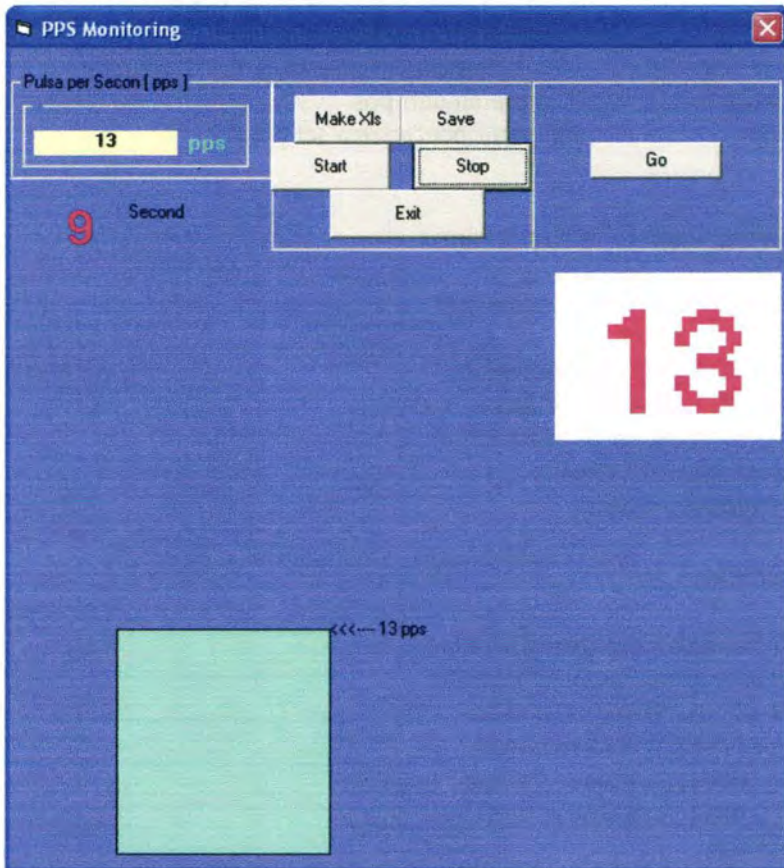 PPS Monitoring
Pulsa per Secon [ pps ]
13 pps
Make Xls Save
Start Stop
Exit
Go
9 Second
13
<<<---- 13 pps